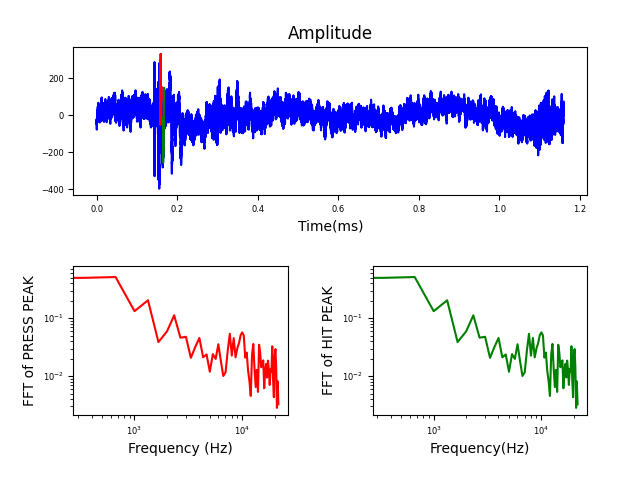 Amplitude
200
0
−200
−400
0.0 0.2 0.4 0.6 0.8 1.0 1.2
Time(ms)
FFT of PRESS PEAK
10⁻¹
10⁻²
10³ 10⁴
Frequency (Hz)
FFT of HIT PEAK
10⁻¹
10⁻²
10³ 10⁴
Frequency(Hz)